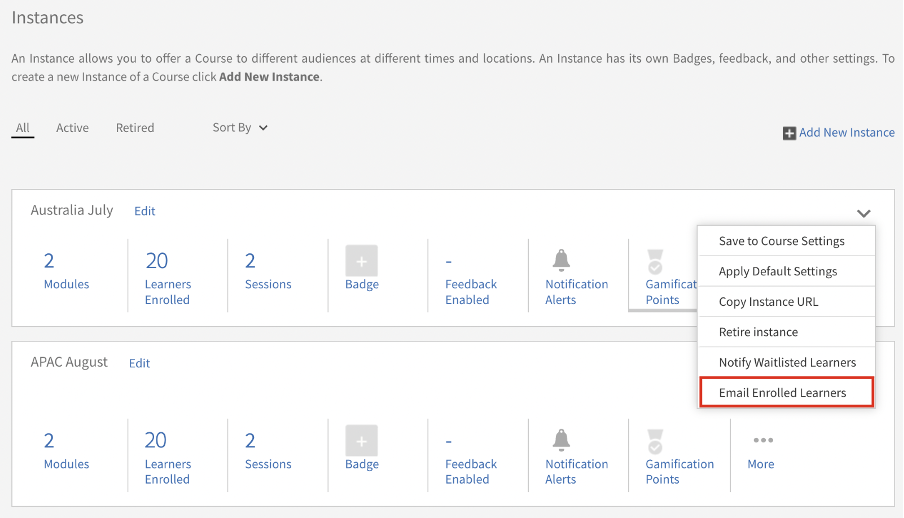 Instances
An Instance allows you to offer a Course to different audiences at different times and locations. An Instance has its own Badges, feedback, and other settings. To
create a new Instance of a Course click Add New Instance.
All Active Retired Sort By
Add New Instance
Australia July Edit
2 20 2 + -
Modules Learners Sessions Badge Feedback Notification Gamificat
Enrolled Enabled Alerts Points
Save to Course Settings
Apply Default Settings
Copy Instance URL
Retire instance
Notify Waitlisted Learners
Email Enrolled Learners
APAC August Edit
2 20 2 + -
Modules Learners Sessions Badge Feedback Notification Gamification More
Enrolled Enabled Alerts Points